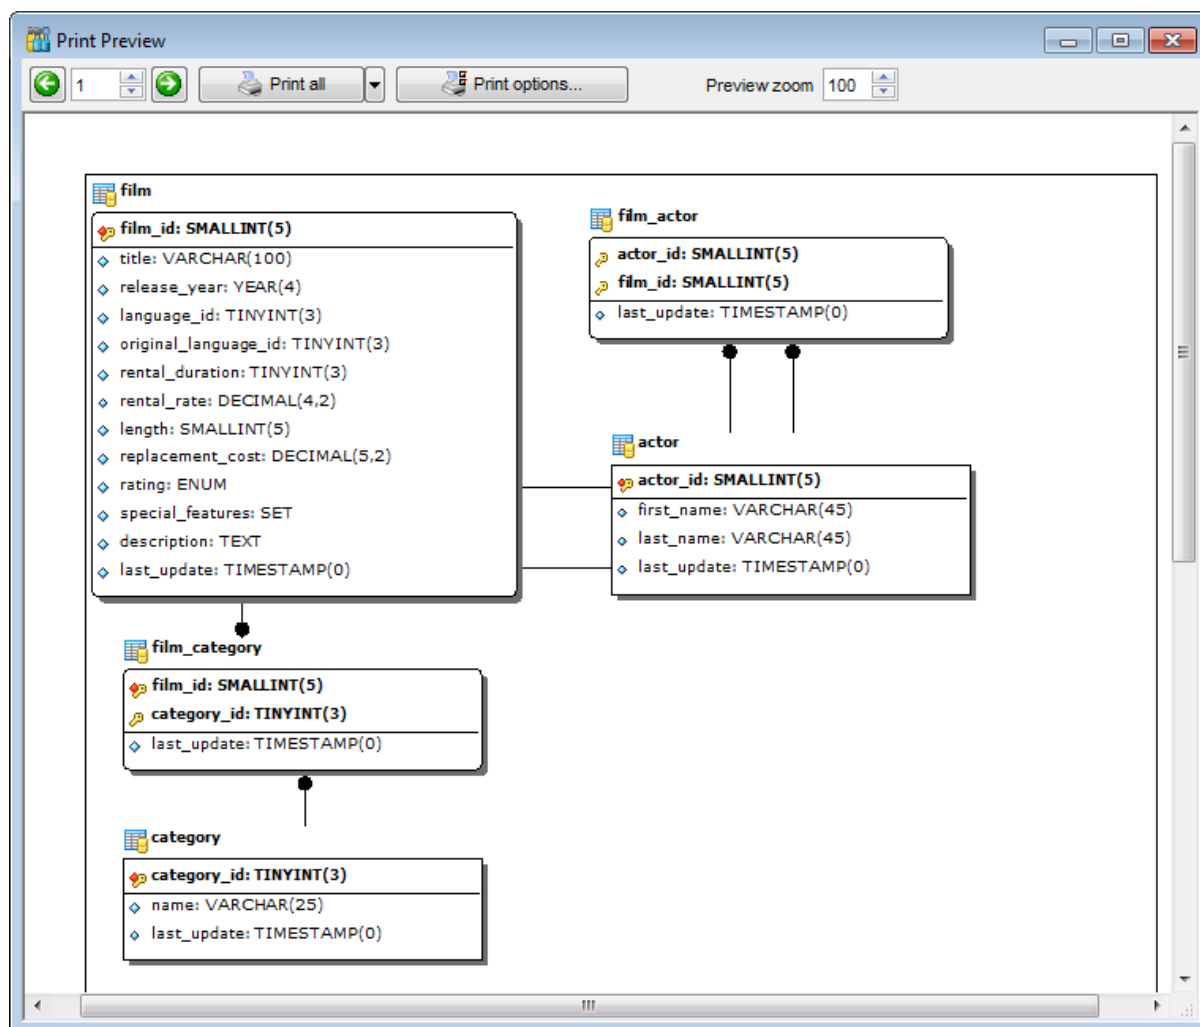 Print Preview
1
Print all
Print options...
Preview zoom
100
film
film_id: SMALLINT(5)
title: VARCHAR(100)
release_year: YEAR(4)
language_id: TINYINT(3)
original_language_id: TINYINT(3)
rental_duration: TINYINT(3)
rental_rate: DECIMAL(4,2)
length: SMALLINT(5)
replacement_cost: DECIMAL(5,2)
rating: ENUM
special_features: SET
description: TEXT
last_update: TIMESTAMP(0)
film_actor
actor_id: SMALLINT(5)
film_id: SMALLINT(5)
last_update: TIMESTAMP(0)
actor
actor_id: SMALLINT(5)
first_name: VARCHAR(45)
last_name: VARCHAR(45)
last_update: TIMESTAMP(0)
film_category
film_id: SMALLINT(5)
category_id: TINYINT(3)
last_update: TIMESTAMP(0)
category
category_id: TINYINT(3)
name: VARCHAR(25)
last_update: TIMESTAMP(0)